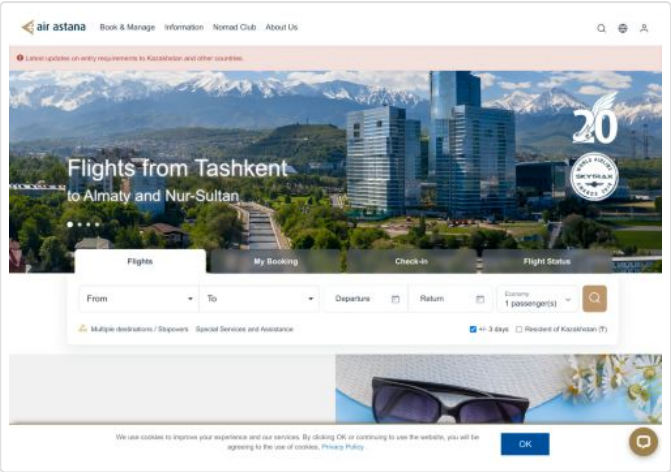 air astana
Book & Manage Information Nomad Club About Us
Latest updates on entry requirements to Kazakhstan and other countries.
20
WORLD AIRLINE
SKYTRAX
AWARDS
Flights from Tashkent
to Almaty and Nur-Sultan
Flights My Booking Check-in Flight Status
From To Departure Return Economy
1 passenger(s)
Multiple destinations / Stopovers Special Services and Assistance +/- 3 days Resident of Kazakhstan (₸)
We use cookies to improve your experience and our services. By clicking OK or continuing to use the website, you will be
agreeing to the use of cookies. Privacy Policy
OK